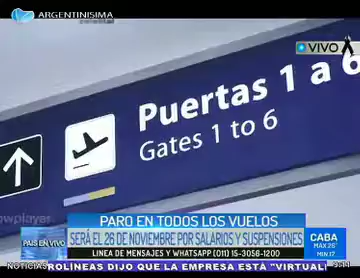 ARGENTINISIMA
VIVO
Puertas 1 a 6
Gates 1 to 6
PARO EN TODOS LOS VUELOS
SERÁ EL 26 DE NOVIEMBRE POR SALARIOS Y SUSPENSIONES
PAIS EN VIVO
LINEA DE MENSAJES Y WHATSAPP (011) 15-3056-1200
CABA
MAX 26°
MIN 17°
NOTICIAS
ROLÍNEAS DIJO QUE LA EMPRESA ESTÁ "VIRTUAL